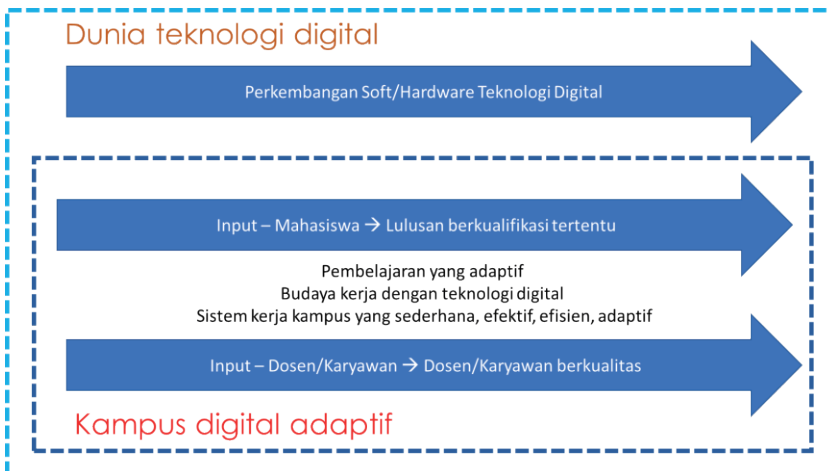 Dunia teknologi digital
Perkembangan Soft/Hardware Teknologi Digital
Input – Mahasiswa → Lulusan berkualifikasi tertentu
Pembelajaran yang adaptif
Budaya kerja dengan teknologi digital
Sistem kerja kampus yang sederhana, efektif, efisien, adaptif
Input – Dosen/Karyawan → Dosen/Karyawan berkualitas
Kampus digital adaptif